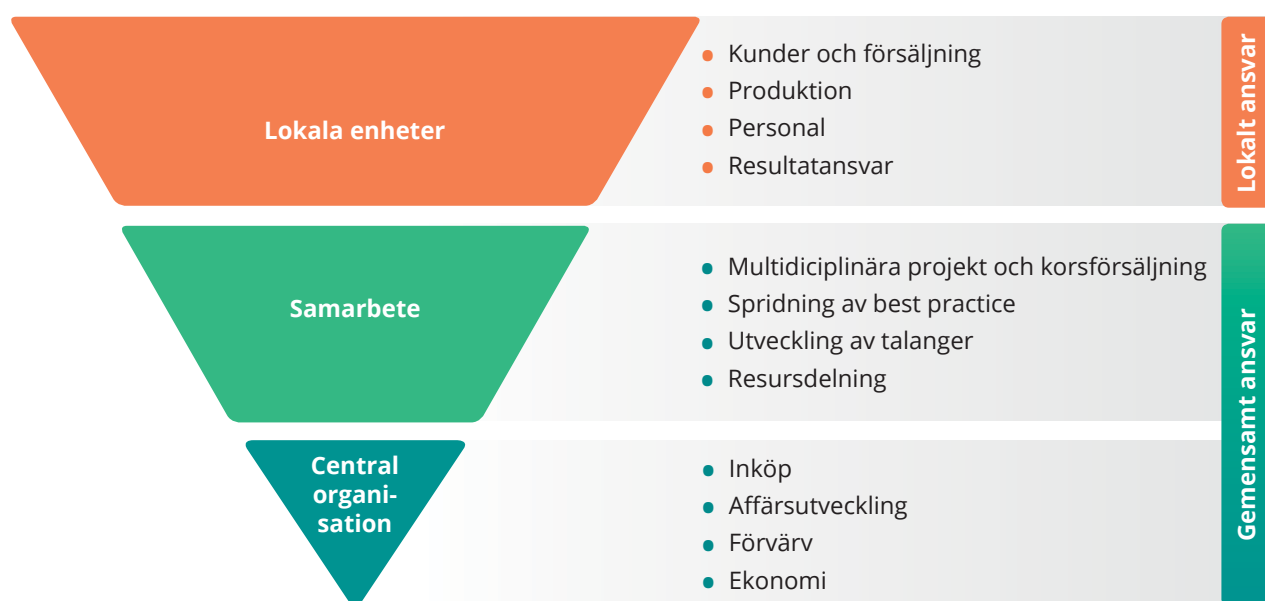 Lokala enheter
Kunder och försäljning
Produktion
Personal
Resultatansvar
Lokalt ansvar
Samarbete
Multidiciplinära projekt och korsförsäljning
Spridning av best practice
Utveckling av talanger
Resursdelning
Central
organi-
sation
Inköp
Affärsutveckling
Förvärv
Ekonomi
Gemensamt ansvar